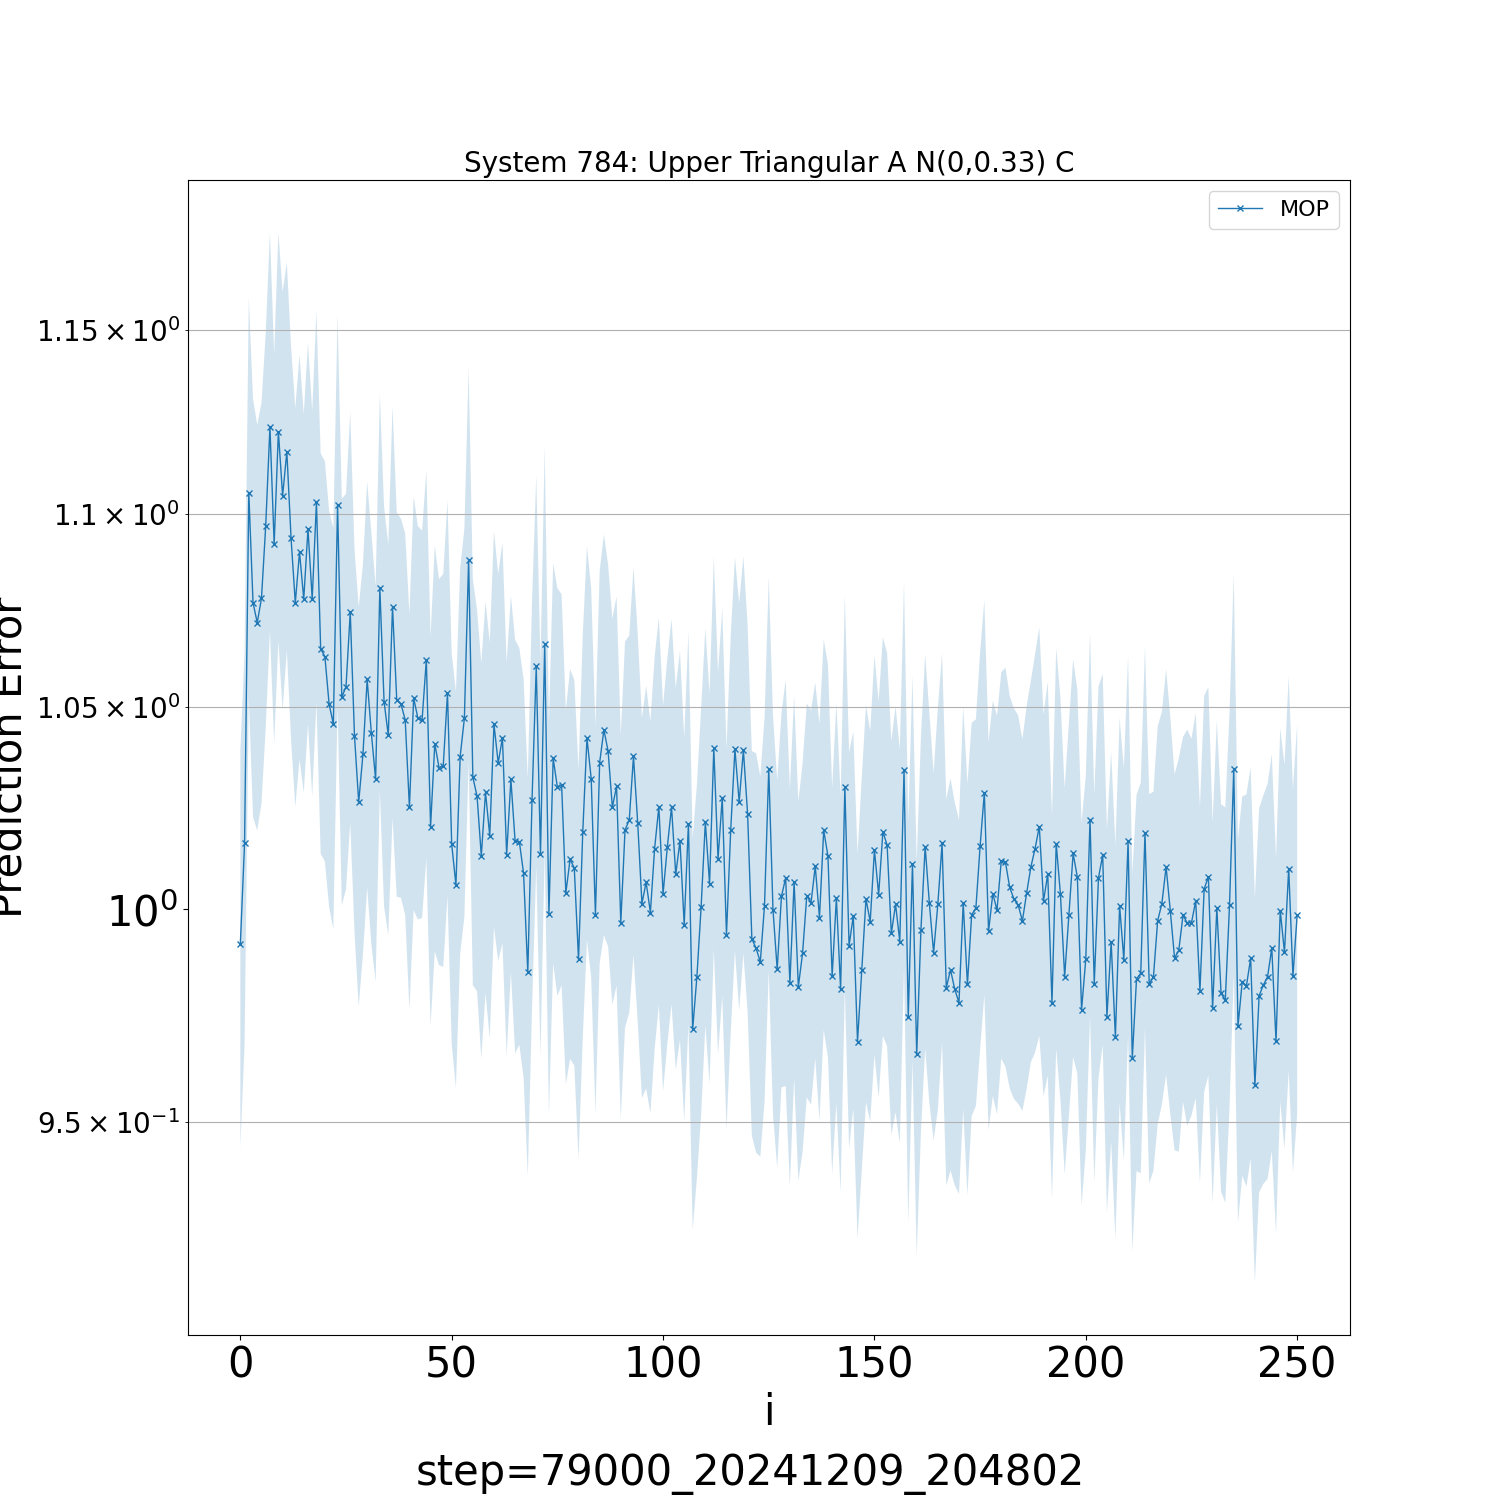 System 784: Upper Triangular A N(0,0.33) C
MOP
1.15 × 10⁰
1.1 × 10⁰
1.05 × 10⁰
10⁰
9.5 × 10⁻¹
Prediction Error
0 50 100 150 200 250
i
step=79000_20241209_204802